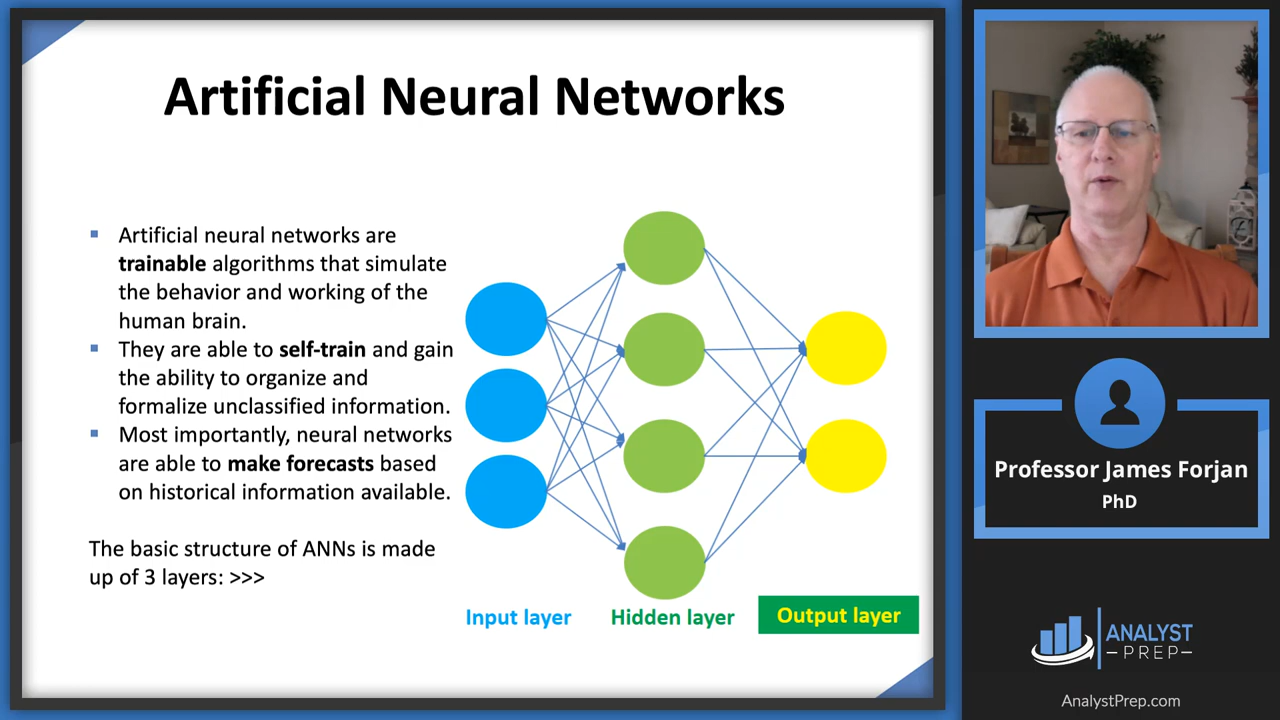 Artificial Neural Networks
▪ Artificial neural networks are
trainable algorithms that simulate
the behavior and working of the
human brain.
▪ They are able to self-train and gain
the ability to organize and
formalize unclassified information.
▪ Most importantly, neural networks
are able to make forecasts based
on historical information available.
The basic structure of ANNs is made
up of 3 layers: >>>
Input layer
Hidden layer
Output layer
Professor James Forjan
PhD
ANALYST
PREP
AnalystPrep.com